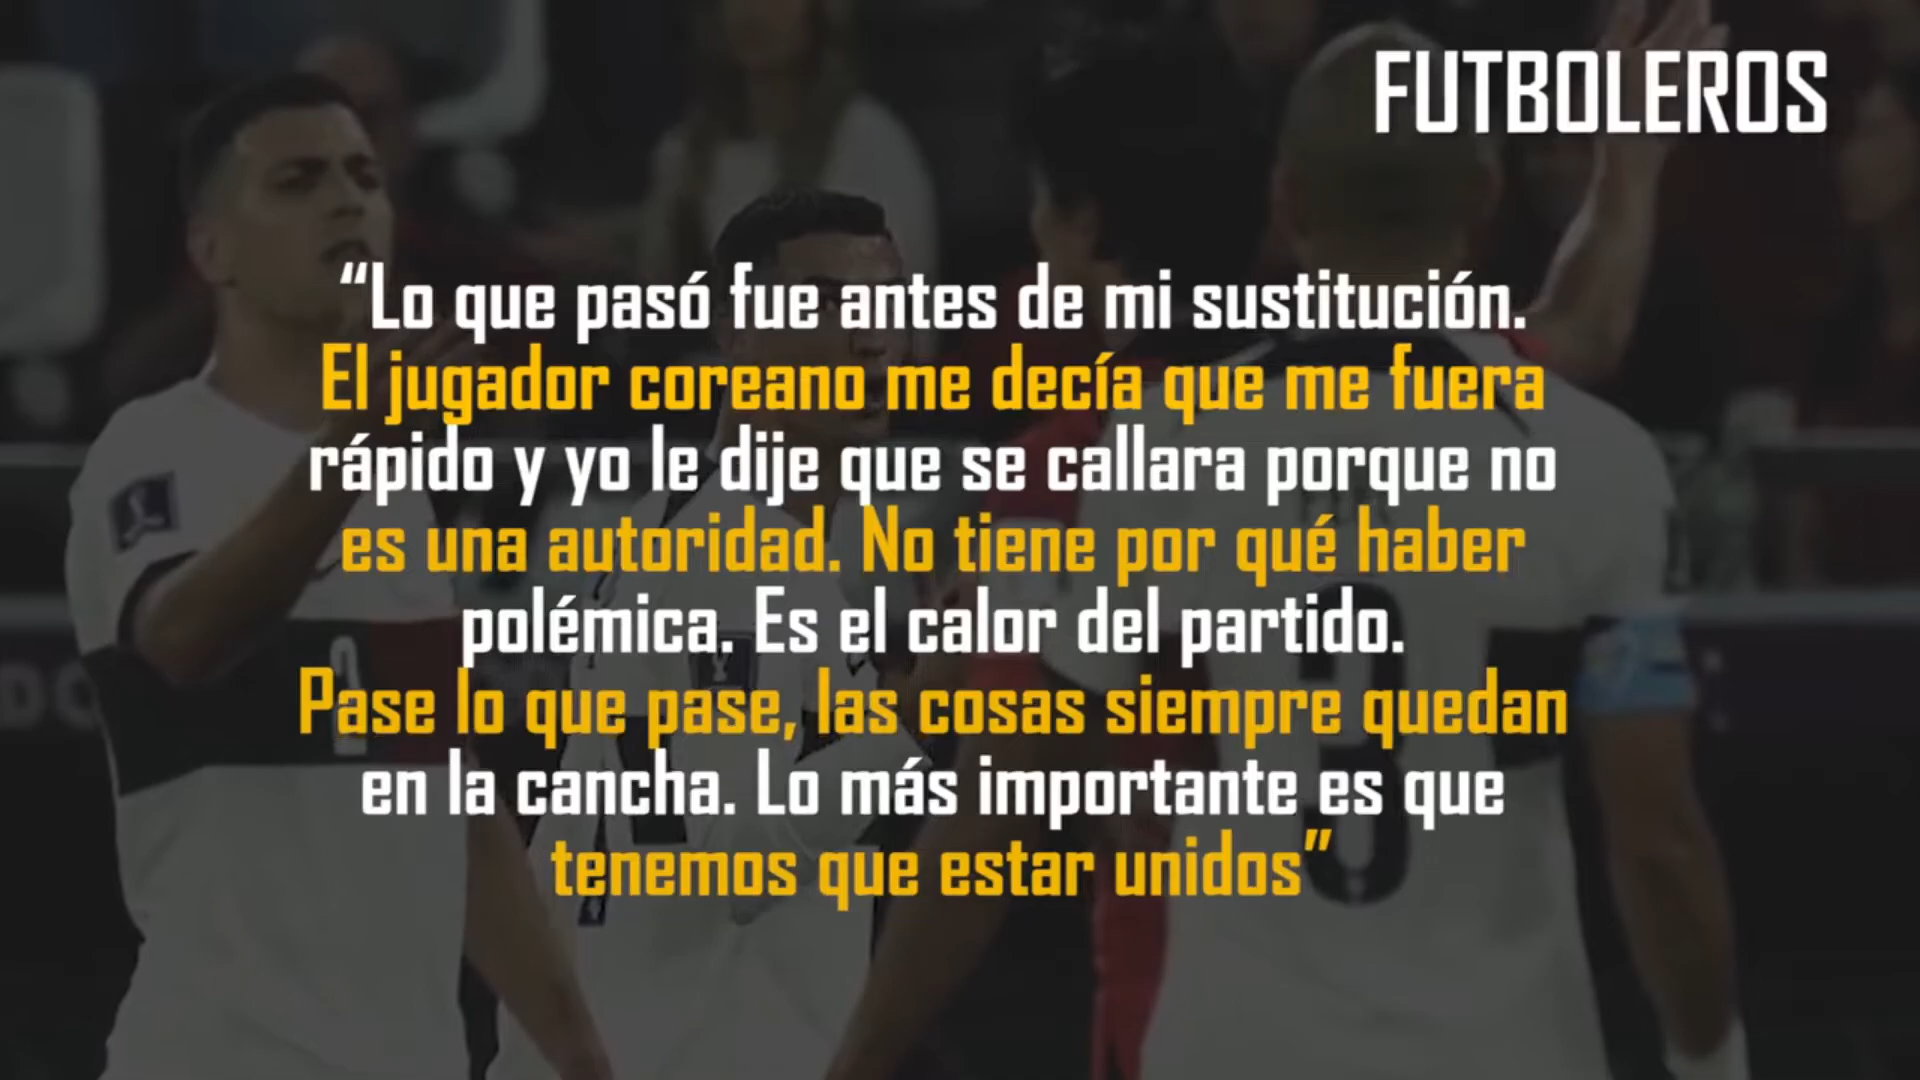 FUTBOLEROS
“Lo que pasó fue antes de mi sustitución.
El jugador coreano me decía que me fuera
rápido y yo le dije que se callara porque no
es una autoridad. No tiene por qué haber
polémica. Es el calor del partido.
Pase lo que pase, las cosas siempre quedan
en la cancha. Lo más importante es que
tenemos que estar unidos”
2
3